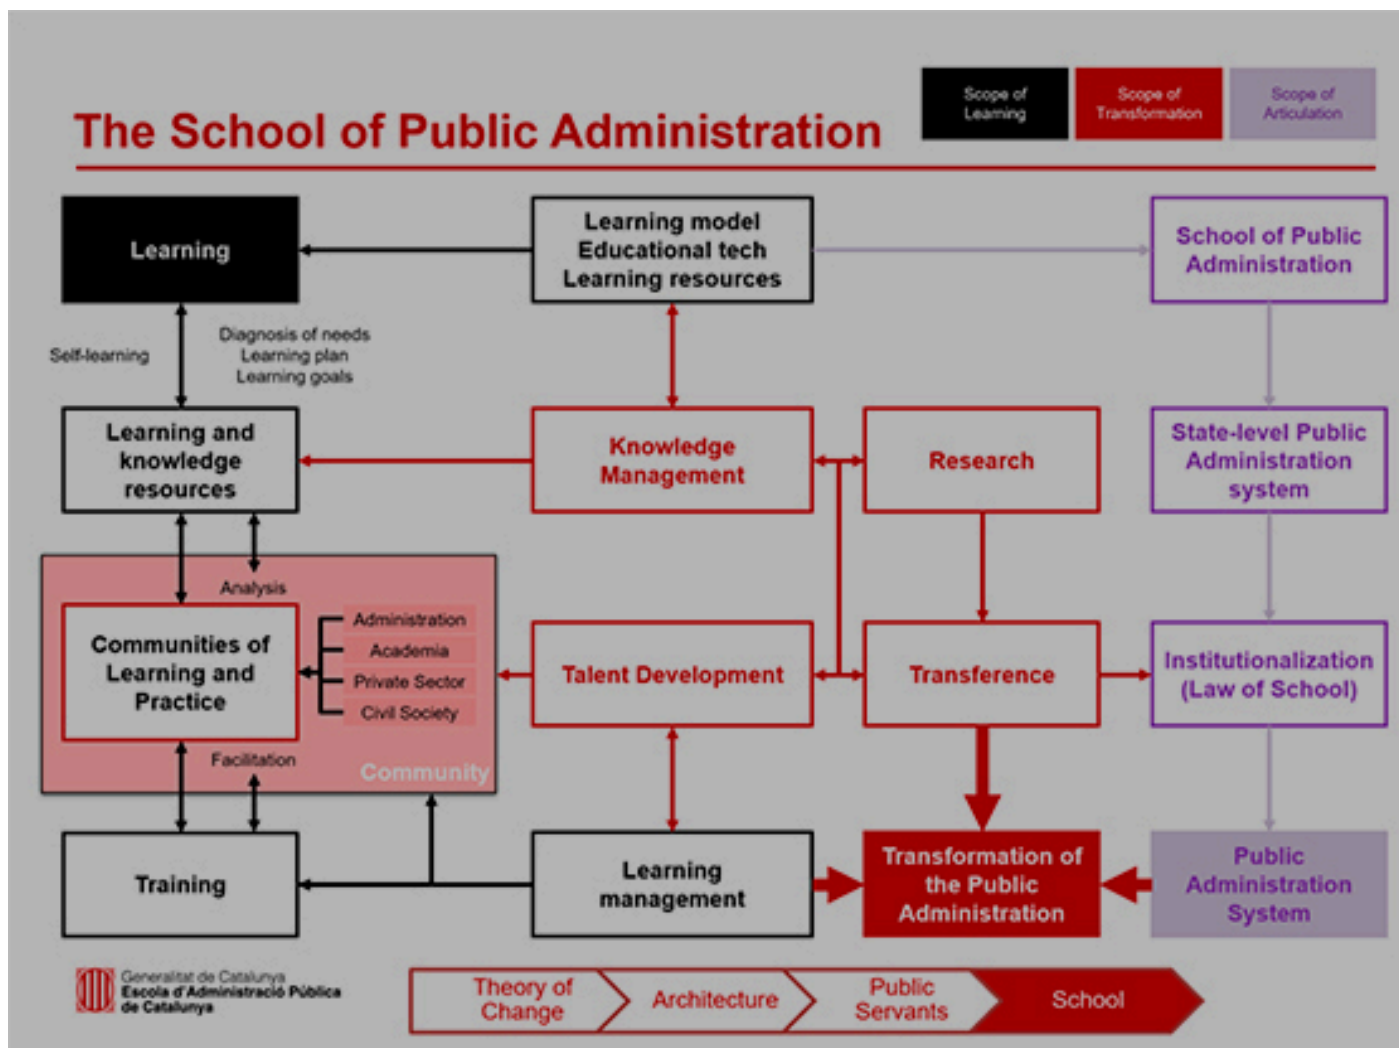 Scope of
Learning
Scope of
Transformation
Scope of
Articulation
The School of Public Administration
Learning
Learning model
Educational tech
Learning resources
School of Public
Administration
Self-learning
Diagnosis of needs
Learning plan
Learning goals
Learning and
knowledge
resources
Knowledge
Management
Research
State-level Public
Administration
system
Analysis
Communities of
Learning and
Practice
Administration
Academia
Private Sector
Civil Society
Talent Development
Transference
Institutionalization
(Law of School)
Facilitation
Community
Training
Learning
management
Transformation of
the Public
Administration
Public
Administration
System
Generalitat de Catalunya
Escola d'Administració Pública
de Catalunya
Theory of
Change
Architecture
Public
Servants
School